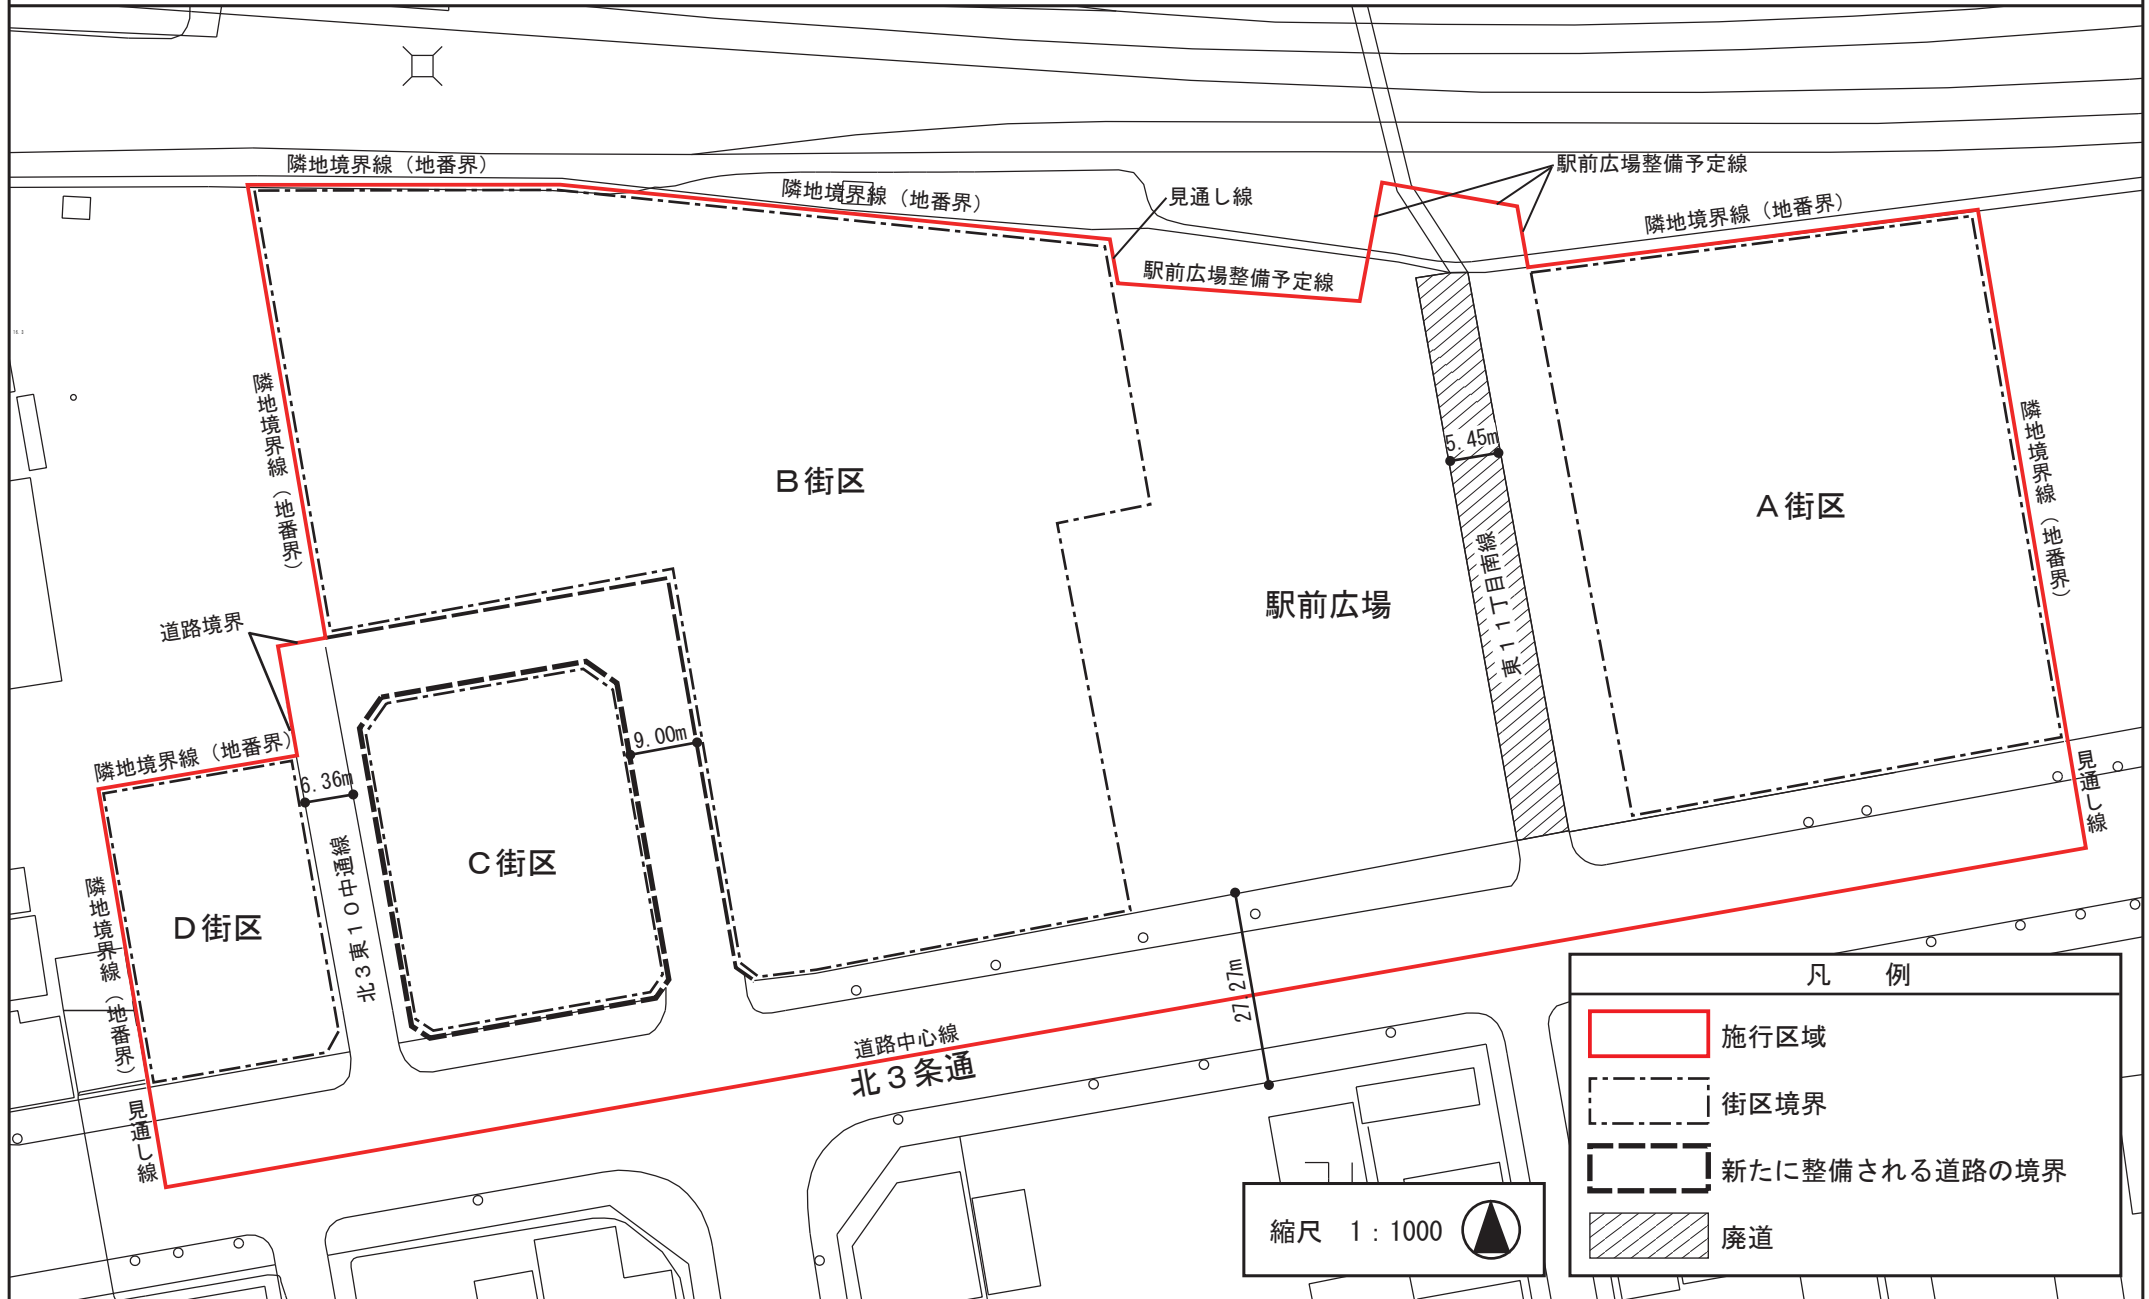 隣地境界線（地番界）
隣地境界線（地番界）
見通し線
駅前広場整備予定線
隣地境界線（地番界）
駅前広場整備予定線
隣地境界線（地番界）
B街区
5.45m
A街区
隣地境界線（地番界）
東11丁目南線
駅前広場
道路境界
9.00m
隣地境界線（地番界）
6.36m
見通し線
北3東10中通線
C街区
D街区
隣地境界線（地番界）
27.27m
道路中心線
北3条通
見通し線
凡　例
施行区域
街区境界
新たに整備される道路の境界
廃道
縮尺　1：1000